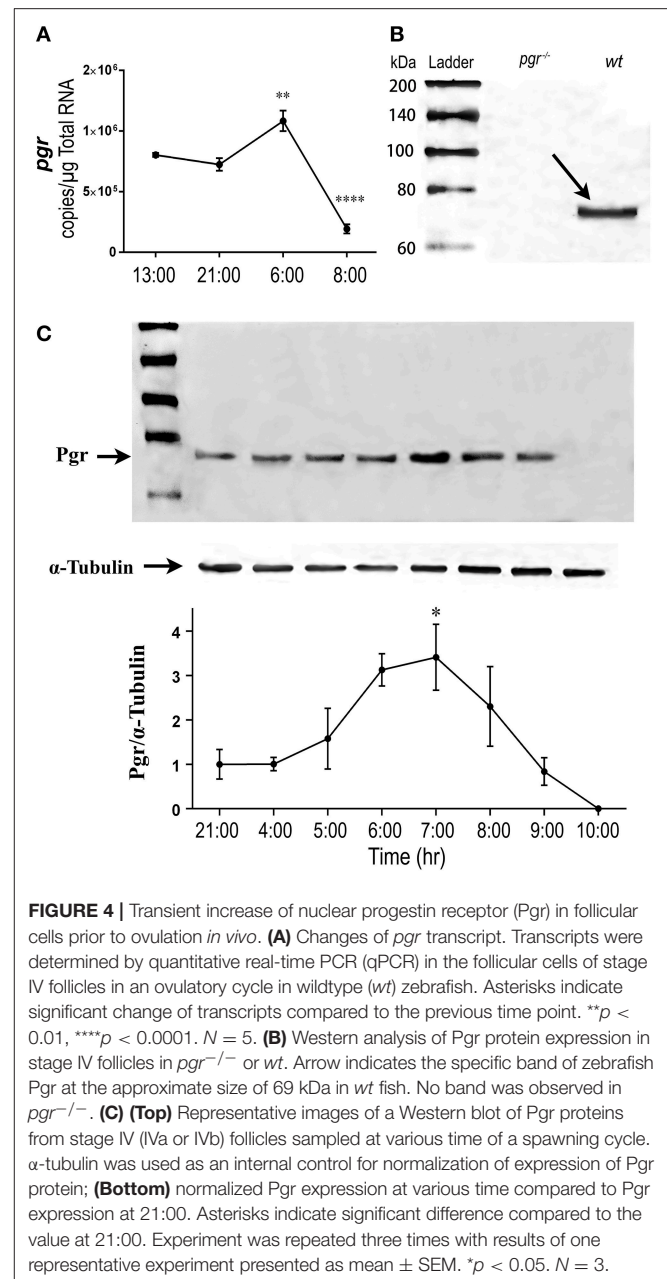 A
2×10⁶
**
1×10⁶
pgr
copies/µg Total RNA
5×10⁵
****
0
13:00 21:00 6:00 8:00
B
kDa Ladder pgr-/- wt
200
140
100
80
60
C
Pgr
α-Tubulin
*
4
3
Pgr/α-Tubulin
2
1
0
21:00 4:00 5:00 6:00 7:00 8:00 9:00 10:00
Time (hr)
FIGURE 4 | Transient increase of nuclear progestin receptor (Pgr) in follicular
cells prior to ovulation in vivo. (A) Changes of pgr transcript. Transcripts were
determined by quantitative real-time PCR (qPCR) in the follicular cells of stage
IV follicles in an ovulatory cycle in wildtype (wt) zebrafish. Asterisks indicate
significant change of transcripts compared to the previous time point. **p <
0.01, ****p < 0.0001. N = 5. (B) Western analysis of Pgr protein expression in
stage IV follicles in pgr−/− or wt. Arrow indicates the specific band of zebrafish
Pgr at the approximate size of 69 kDa in wt fish. No band was observed in
pgr−/−. (C) (Top) Representative images of a Western blot of Pgr proteins
from stage IV (IVa or IVb) follicles sampled at various time of a spawning cycle.
α-tubulin was used as an internal control for normalization of expression of Pgr
protein; (Bottom) normalized Pgr expression at various time compared to Pgr
expression at 21:00. Asterisks indicate significant difference compared to the
value at 21:00. Experiment was repeated three times with results of one
representative experiment presented as mean ± SEM. *p < 0.05. N = 3.